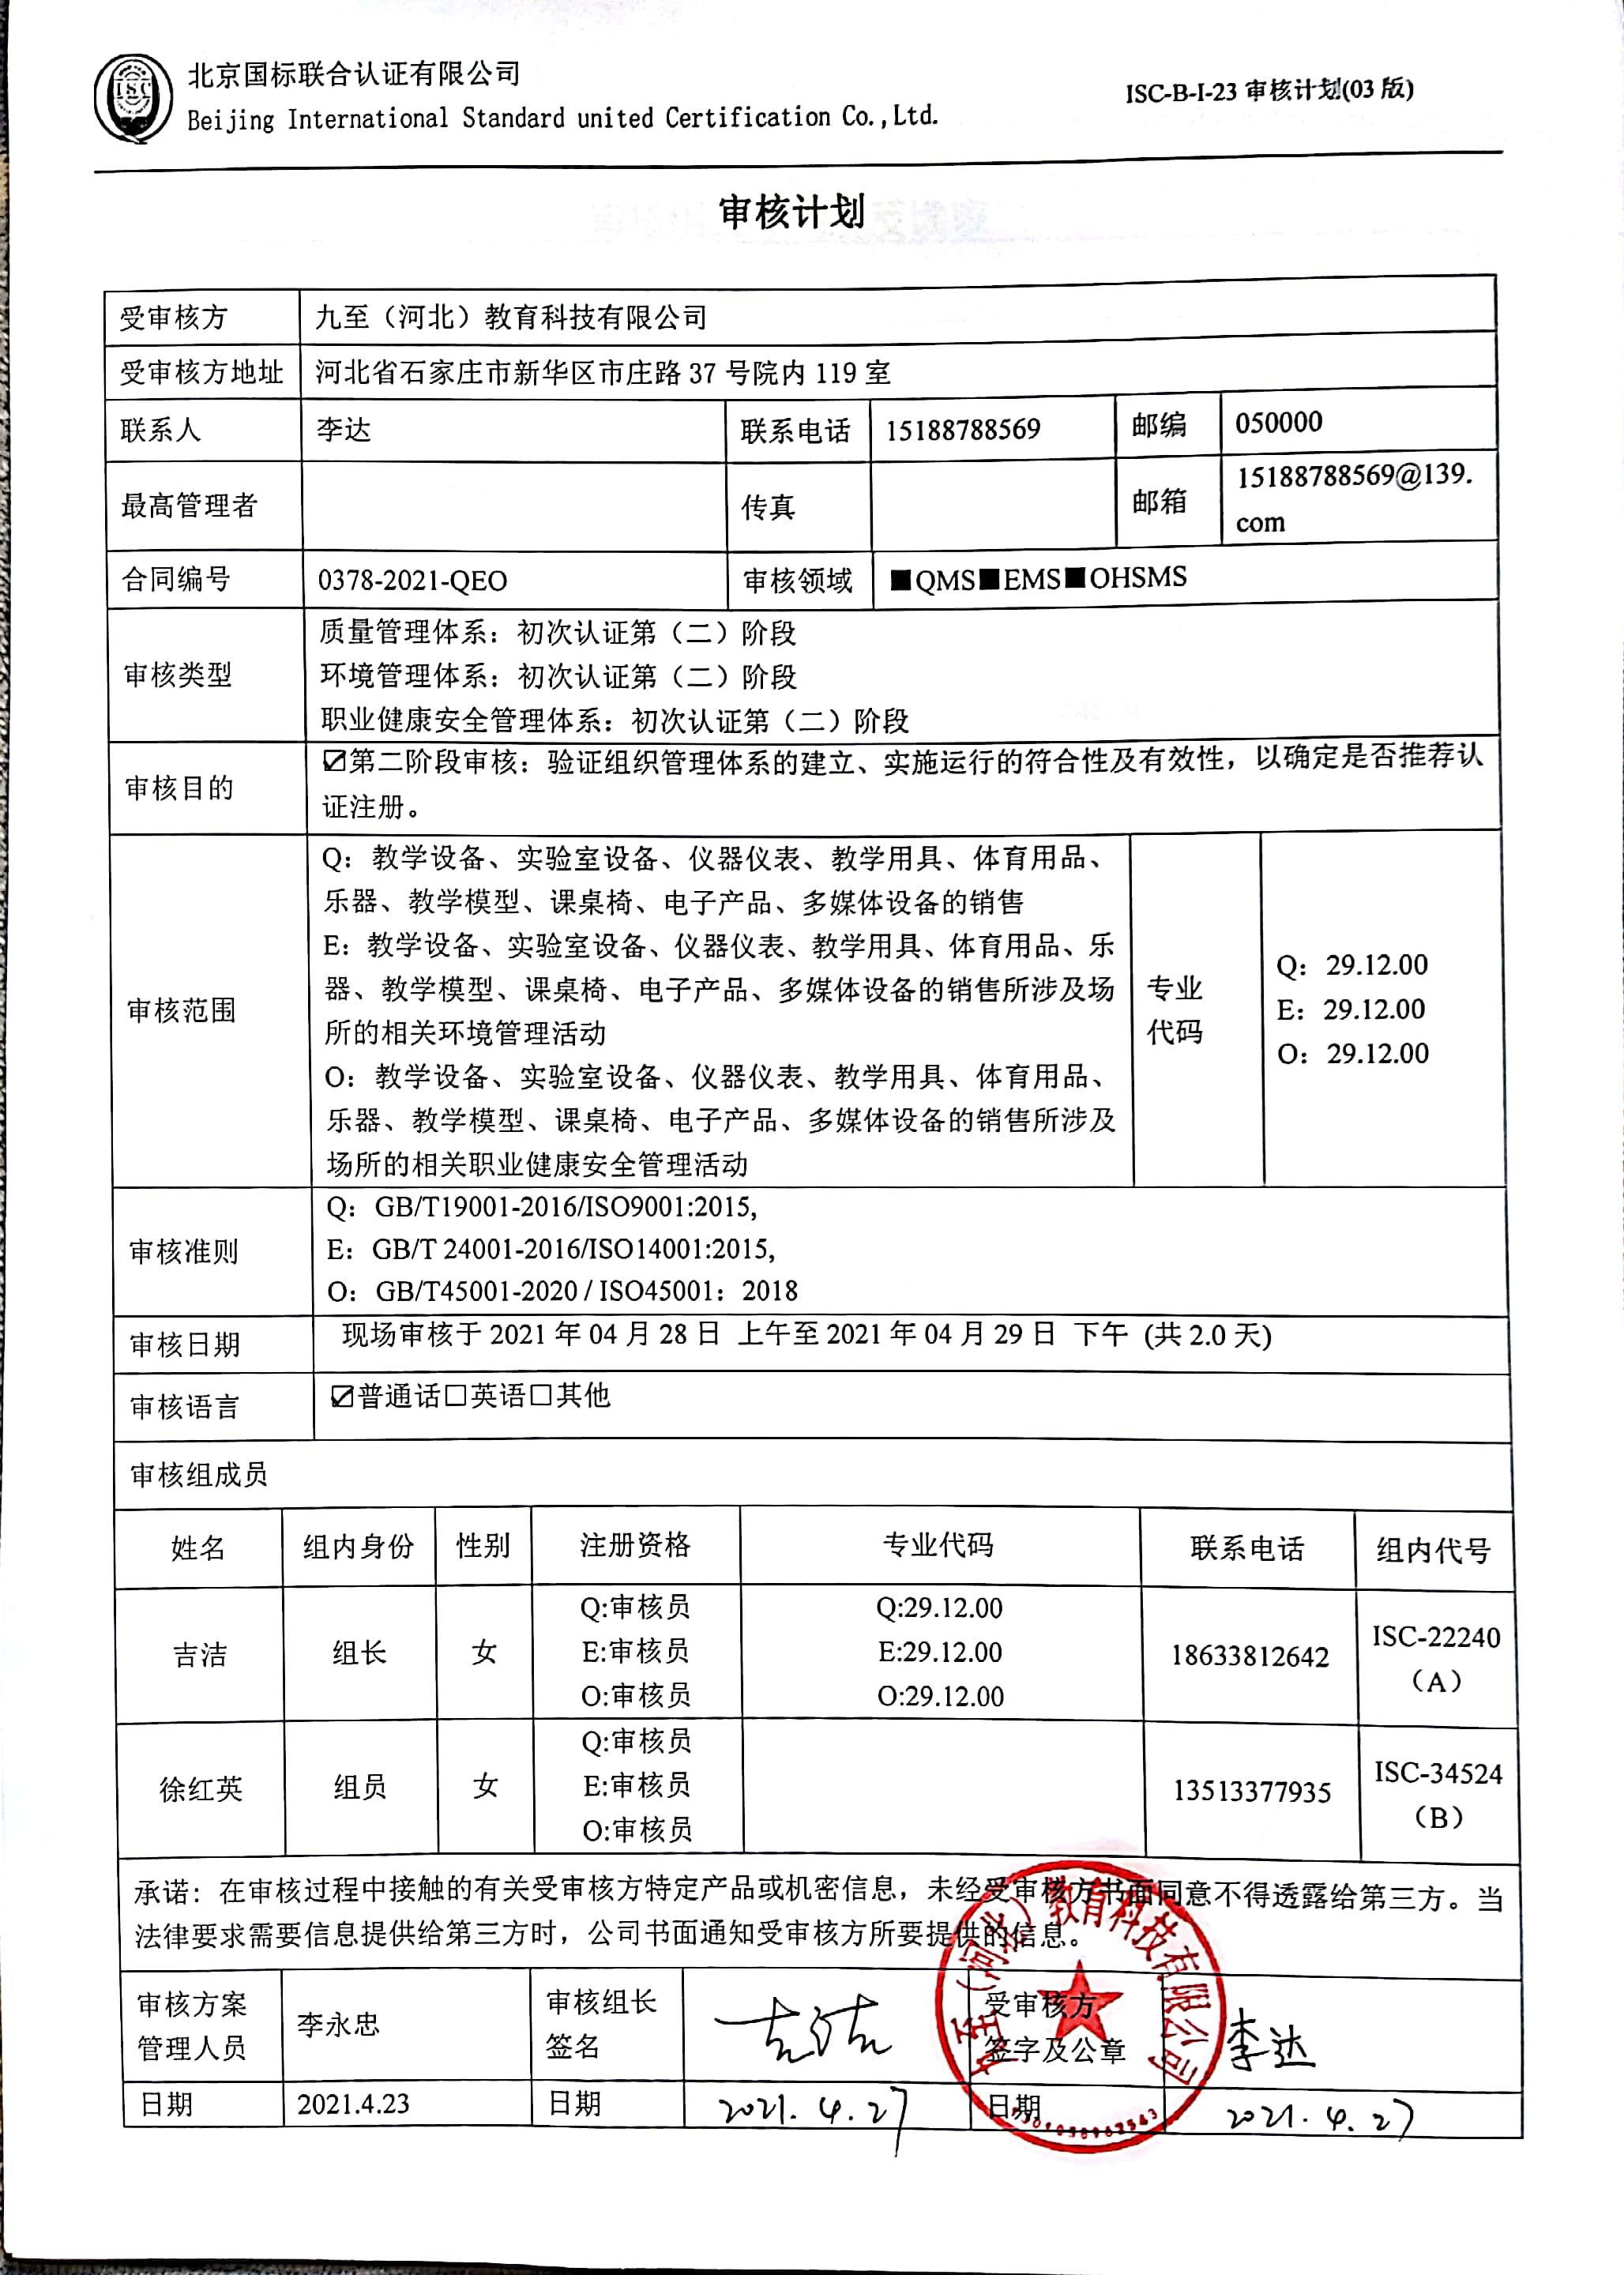 ISC
北京国标联合认证有限公司
Beijing International Standard united Certification Co.,Ltd.
ISC-B-I-23 审核计划(03 版)
审核计划
受审核方 九至（河北）教育科技有限公司
受审核方地址 河北省石家庄市新华区市庄路 37 号院内 119 室
联系人 李达 联系电话 15188788569 邮编 050000
最高管理者 传真 邮箱 15188788569@139.
com
合同编号 0378-2021-QEO 审核领域 ■QMS■EMS■OHSMS
审核类型
质量管理体系：初次认证第（二）阶段
环境管理体系：初次认证第（二）阶段
职业健康安全管理体系：初次认证第（二）阶段
审核目的
☑第二阶段审核：验证组织管理体系的建立、实施运行的符合性及有效性，以确定是否推荐认
证注册。
审核范围
Q：教学设备、实验室设备、仪器仪表、教学用具、体育用品、
乐器、教学模型、课桌椅、电子产品、多媒体设备的销售
E：教学设备、实验室设备、仪器仪表、教学用具、体育用品、乐
器、教学模型、课桌椅、电子产品、多媒体设备的销售所涉及场
所的相关环境管理活动
O：教学设备、实验室设备、仪器仪表、教学用具、体育用品、
乐器、教学模型、课桌椅、电子产品、多媒体设备的销售所涉及
场所的相关职业健康安全管理活动
专业
代码
Q：29.12.00
E：29.12.00
O：29.12.00
审核准则
Q：GB/T19001-2016/ISO9001:2015,
E：GB/T 24001-2016/ISO14001:2015,
O：GB/T45001-2020 / ISO45001：2018
审核日期 现场审核于 2021 年 04 月 28 日 上午至 2021 年 04 月 29 日 下午 (共 2.0 天)
审核语言 ☑普通话□英语□其他
审核组成员
姓名 组内身份 性别 注册资格 专业代码 联系电话 组内代号
吉洁 组长 女
Q:审核员
E:审核员
O:审核员
Q:29.12.00
E:29.12.00
O:29.12.00
18633812642
ISC-22240
（A）
徐红英 组员 女
Q:审核员
E:审核员
O:审核员
13513377935
ISC-34524
（B）
承诺：在审核过程中接触的有关受审核方特定产品或机密信息，未经受审核方书面同意不得透露给第三方。当
法律要求需要信息提供给第三方时，公司书面通知受审核方所要提供的信息。
审核方案
管理人员
李永忠
审核组长
签名
吉洁
受审核方
签字及公章
李达
九至（河北）教育科技有限公司
日期 2021.4.23 日期 2021.4.27 日期 2021.4.27